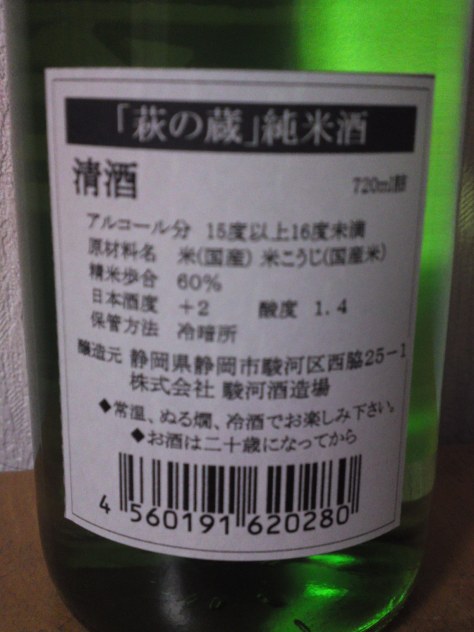 「萩の蔵」純米酒
清酒 720ml詰
アルコール分 15度以上16度未満
原材料名 米(国産) 米こうじ(国産米)
精米歩合 60%
日本酒度 +2 酸度 1.4
保管方法 冷暗所
醸造元 静岡県静岡市駿河区西脇25-1
株式会社 駿河酒造場
◆常温、ぬる燗、冷酒でお楽しみ下さい。
◆お酒は二十歳になってから
4 560191 620280